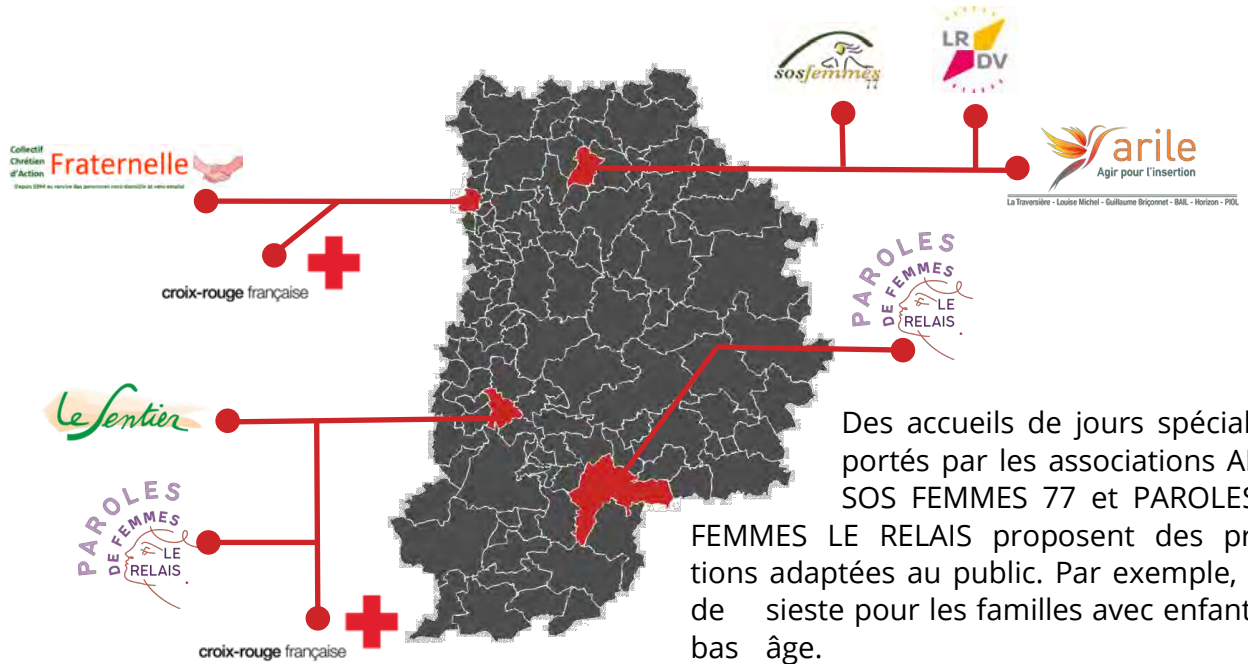 sosfemmes
77
LR
DV
Collectif
Chrétien
d'Action
Fraternelle
arile
Agir pour l'insertion
La Traversière - Louise Michel - Guillaume Briçonnet - BAIL - Horizon - PIOL
croix-rouge française
PAROLES
DE FEMMES
LE
RELAIS
Le Sentier
PAROLES
DE FEMMES
LE
RELAIS
croix-rouge française
Des accueils de jours spécial
portés par les associations A
SOS FEMMES 77 et PAROLES
FEMMES LE RELAIS proposent des pr
tions adaptées au public. Par exemple,
de sieste pour les familles avec enfant
bas âge.